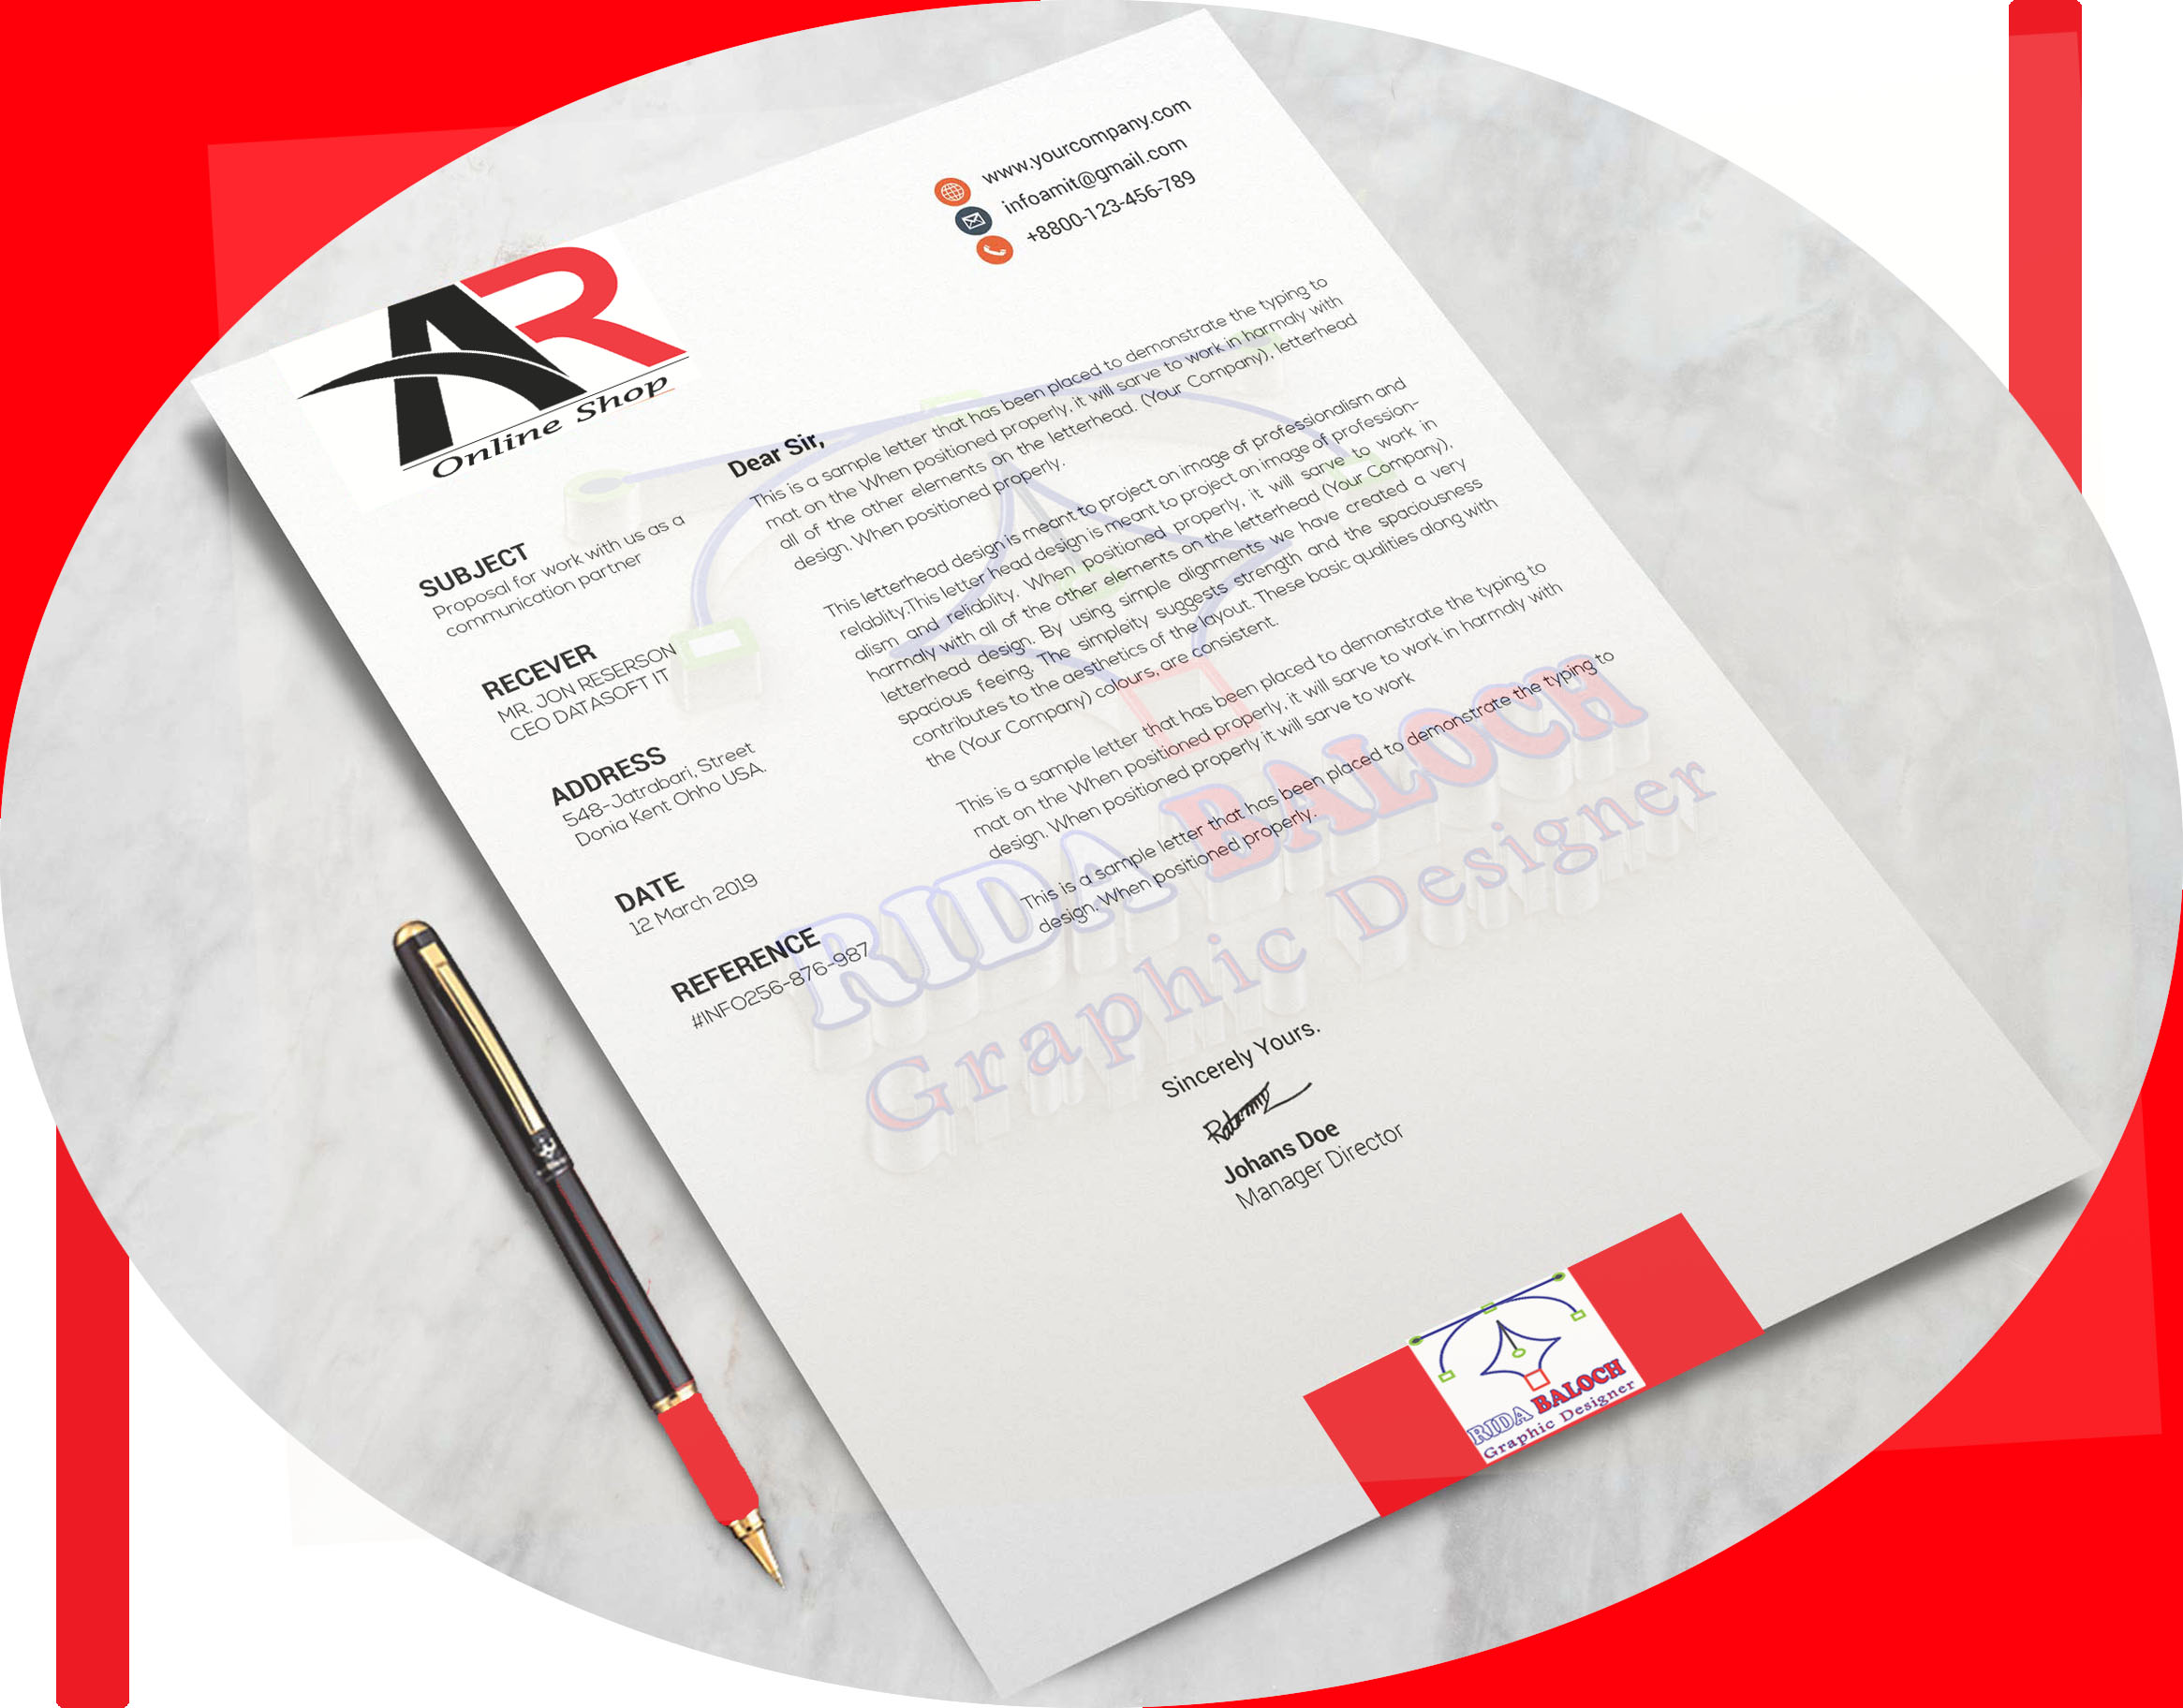 AR
Online Shop
www.yourcompany.com
infoamit@gmail.com
+8800-123-456-789
SUBJECT
Proposal for work with us as a
communication partner
RECEVER
MR. JON RESERSON
CEO DATASOFT IT
ADDRESS
548-Jatrabari, Street
Donia Kent. Ohho USA.
DATE
12 March 2019
REFERENCE
#INFO256-876-987
Dear Sir,
This is a sample letter that has been placed to demonstrate the typing to
mat on the When positioned properly, it will sarve to work in harmaly with
all of the other elements on the letterhead. (Your Company), letterhead
design. When positioned properly.
This letterhead design is meant to project on image of professionalism and
relablity.This letter head design is meant to project on image of profession-
alism and reliablity. When positioned properly, it will sarve to work in
harmaly with all of the other elements on the letterhead (Your Company),
letterhead design. By using simple alignments we have created a very
spacious feeing. The simpleity suggests strength and the spaciousness
contributes to the aesthetics of the layout. These basic qualities along with
the (Your Company) colours, are consistent.
This is a sample letter that has been placed to demonstrate the typing to
mat on the When positioned properly, it will sarve to work in harmaly with
design. When positioned properly it will sarve to work
This is a sample letter that has been placed to demonstrate the typing to
design. When positioned properly.
RIDA BALOCH
Graphic Designer
Sincerely Yours.
Johans Doe
Manager Director
RIDA BALOCH
Graphic Designer